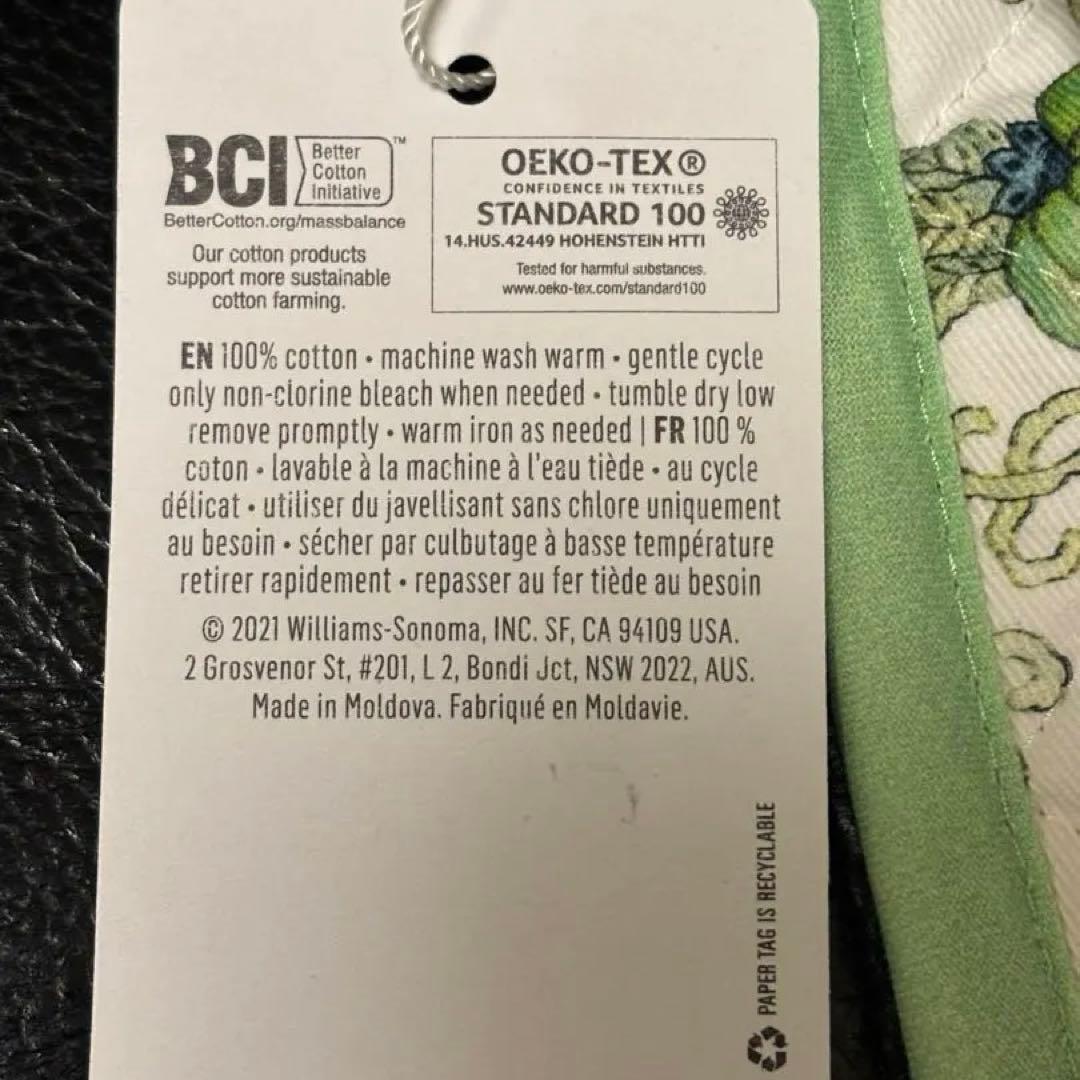 BCI
Better
Cotton
Initiative™
BetterCotton.org/massbalance
Our cotton products
support more sustainable
cotton farming.
OEKO-TEX®
CONFIDENCE IN TEXTILES
STANDARD 100
14.HUS.42449 HOHENSTEIN HTTI
Tested for harmful substances.
www.oeko-tex.com/standard100
EN 100% cotton • machine wash warm • gentle cycle
only non-clorine bleach when needed • tumble dry low
remove promptly • warm iron as needed | FR 100 %
coton • lavable à la machine à l'eau tiède • au cycle
délicat • utiliser du javellisant sans chlore uniquement
au besoin • sécher par culbutage à basse température
retirer rapidement • repasser au fer tiède au besoin
© 2021 Williams-Sonoma, INC. SF, CA 94109 USA.
2 Grosvenor St, #201, L 2, Bondi Jct, NSW 2022, AUS.
Made in Moldova. Fabriqué en Moldavie.
PAPER TAG IS RECYCLABLE